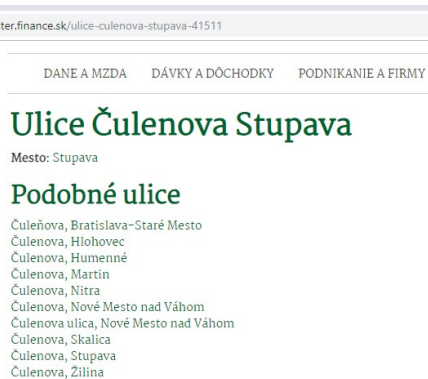 ter.finance.sk/ulice-culenova-stupava-41511
DANE A MZDA DÁVKY A DÔCHODKY PODNIKANIE A FIRMY
Ulice Čulenova Stupava
Mesto: Stupava
Podobné ulice
Čuleňova, Bratislava-Staré Mesto
Čulenova, Hlohovec
Čulenova, Humenné
Čulenova, Martin
Čulenova, Nitra
Čulenova, Nové Mesto nad Váhom
Čulenova ulica, Nové Mesto nad Váhom
Čulenova, Skalica
Čulenova, Stupava
Čulenova, Žilina